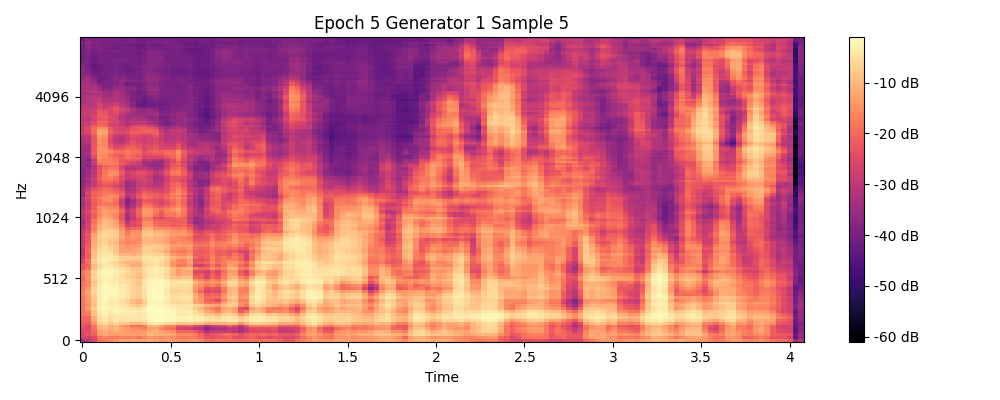 Epoch 5 Generator 1 Sample 5
Hz
4096
2048
1024
512
0
0
0.5
1
1.5
2
2.5
3
3.5
4
Time
-10 dB
-20 dB
-30 dB
-40 dB
-50 dB
-60 dB